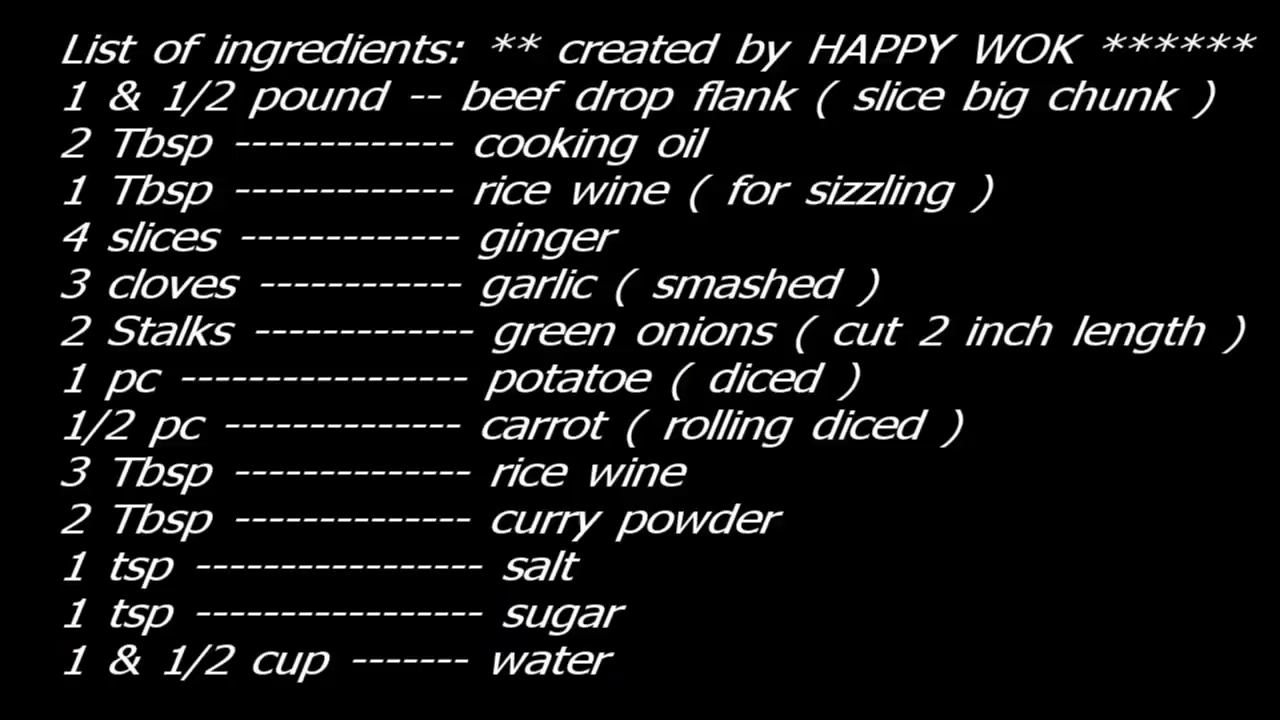 List of ingredients: ** created by HAPPY WOK ******
1 & 1/2 pound -- beef drop flank ( slice big chunk )
2 Tbsp ------------- cooking oil
1 Tbsp ------------- rice wine ( for sizzling )
4 slices ------------- ginger
3 cloves ------------ garlic ( smashed )
2 Stalks ------------- green onions ( cut 2 inch length )
1 pc ----------------- potatoe ( diced )
1/2 pc -------------- carrot ( rolling diced )
3 Tbsp -------------- rice wine
2 Tbsp -------------- curry powder
1 tsp ----------------- salt
1 tsp ----------------- sugar
1 & 1/2 cup ------- water